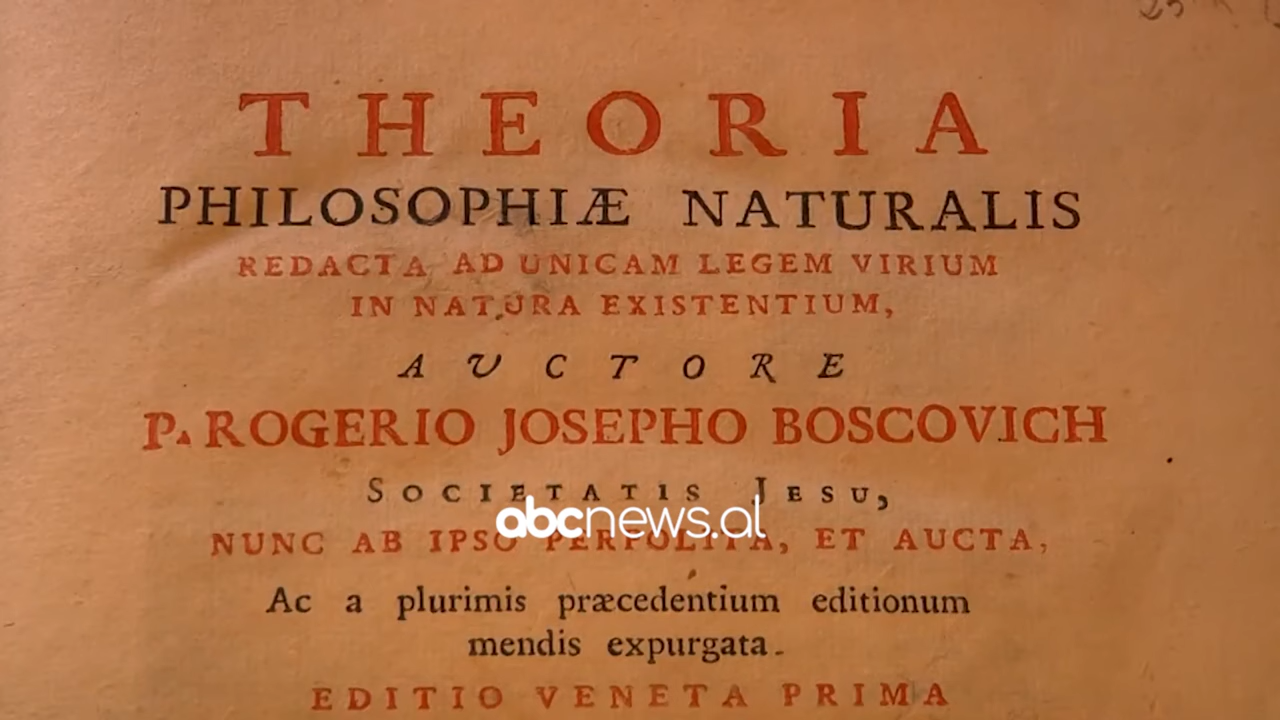 THEORIA
PHILOSOPHIÆ NATURALIS
REDACTA AD UNICAM LEGEM VIRIUM
IN NATURA EXISTENTIUM,
AUCTORE
P. ROGERIO JOSEPHO BOSCOVICH
SOCIETATIS JESU,
abcnews.al
NUNC AB IPSO PERPOLITA, ET AUCTA,
Ac a plurimis præcedentium editionum
mendis expurgata.
EDITIO VENETA PRIMA